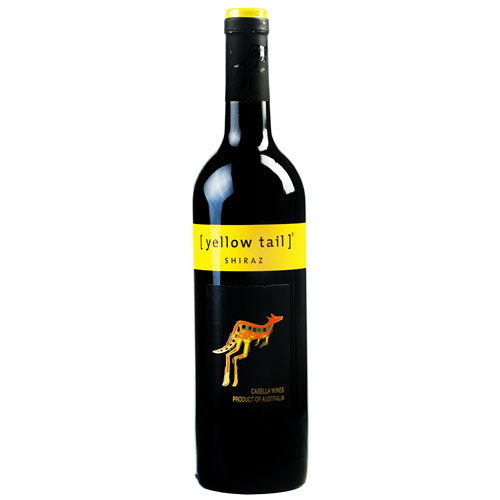 [ yellow tail ]®
SHIRAZ
CASELLA WINES
PRODUCT OF AUSTRALIA